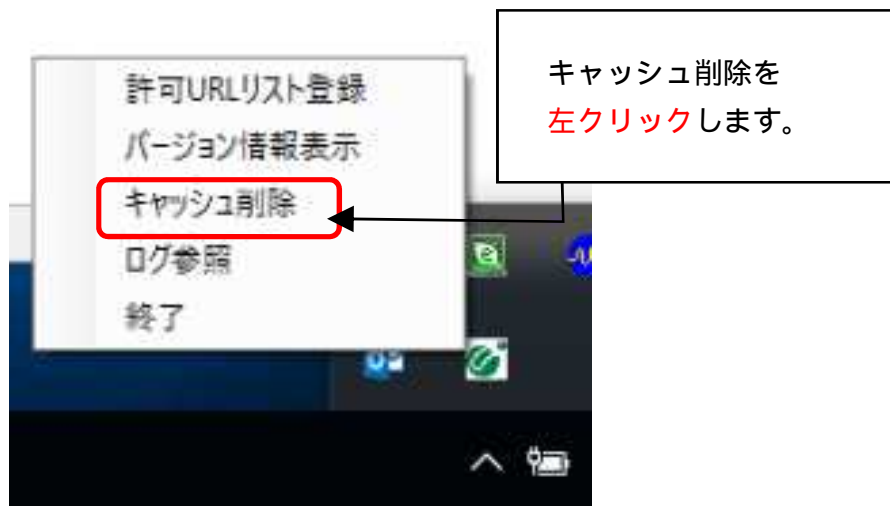 許可URLリスト登録
バージョン情報表示
キャッシュ削除
ログ参照
終了
キャッシュ削除を
左クリックします。